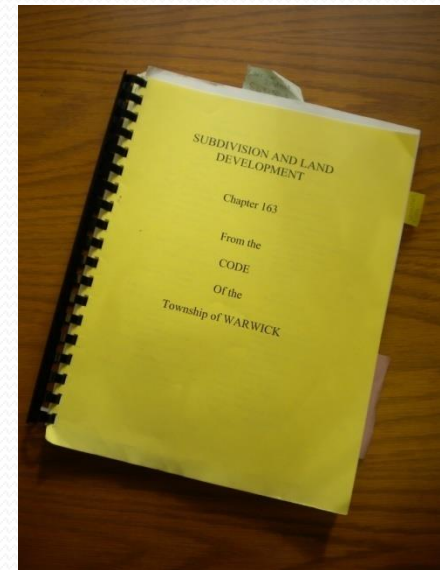 SUBDIVISION AND LAND
DEVELOPMENT
Chapter 163
From the
CODE
Of the
Township of WARWICK